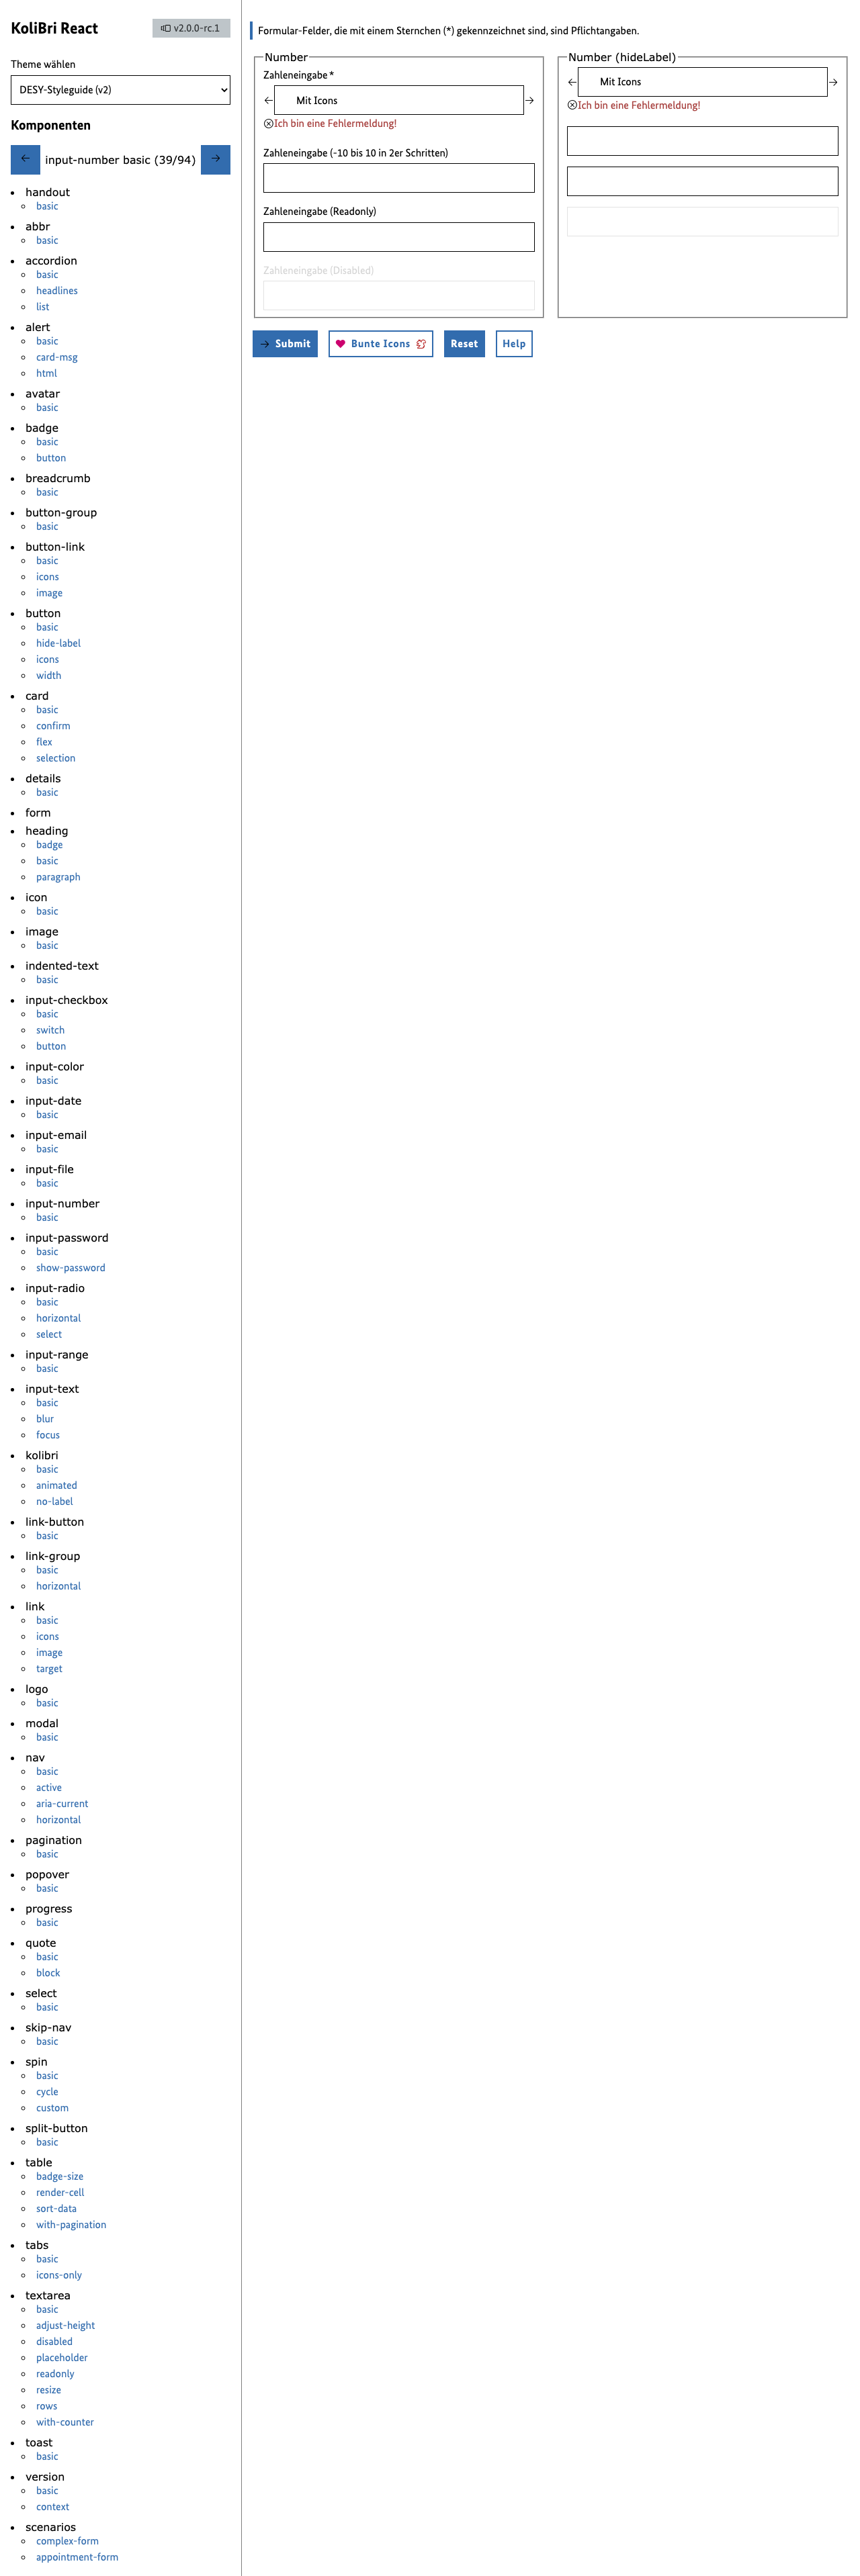 KoliBri React
v2.0.0-rc.1
Theme wählen
DESY-Styleguide (v2)
Komponenten
input-number basic (39/94)
handout
basic
abbr
basic
accordion
basic
headlines
list
alert
basic
card-msg
html
avatar
basic
badge
basic
button
breadcrumb
basic
button-group
basic
button-link
basic
icons
image
button
basic
hide-label
icons
width
card
basic
confirm
flex
selection
details
basic
form
heading
badge
basic
paragraph
icon
basic
image
basic
indented-text
basic
input-checkbox
basic
switch
button
input-color
basic
input-date
basic
input-email
basic
input-file
basic
input-number
basic
input-password
basic
show-password
input-radio
basic
horizontal
select
input-range
basic
input-text
basic
blur
focus
kolibri
basic
animated
no-label
link-button
basic
link-group
basic
horizontal
link
basic
icons
image
target
logo
basic
modal
basic
nav
basic
active
aria-current
horizontal
pagination
basic
popover
basic
progress
basic
quote
basic
block
select
basic
skip-nav
basic
spin
basic
cycle
custom
split-button
basic
table
badge-size
render-cell
sort-data
with-pagination
tabs
basic
icons-only
textarea
basic
adjust-height
disabled
placeholder
readonly
resize
rows
with-counter
toast
basic
version
basic
context
scenarios
complex-form
appointment-form
Formular-Felder, die mit einem Sternchen (*) gekennzeichnet sind, sind Pflichtangaben.
Number
Zahleneingabe *
Mit Icons
Ich bin eine Fehlermeldung!
Zahleneingabe (-10 bis 10 in 2er Schritten)
Zahleneingabe (Readonly)
Zahleneingabe (Disabled)
Number (hideLabel)
Mit Icons
Ich bin eine Fehlermeldung!
Submit
Bunte Icons
Reset
Help